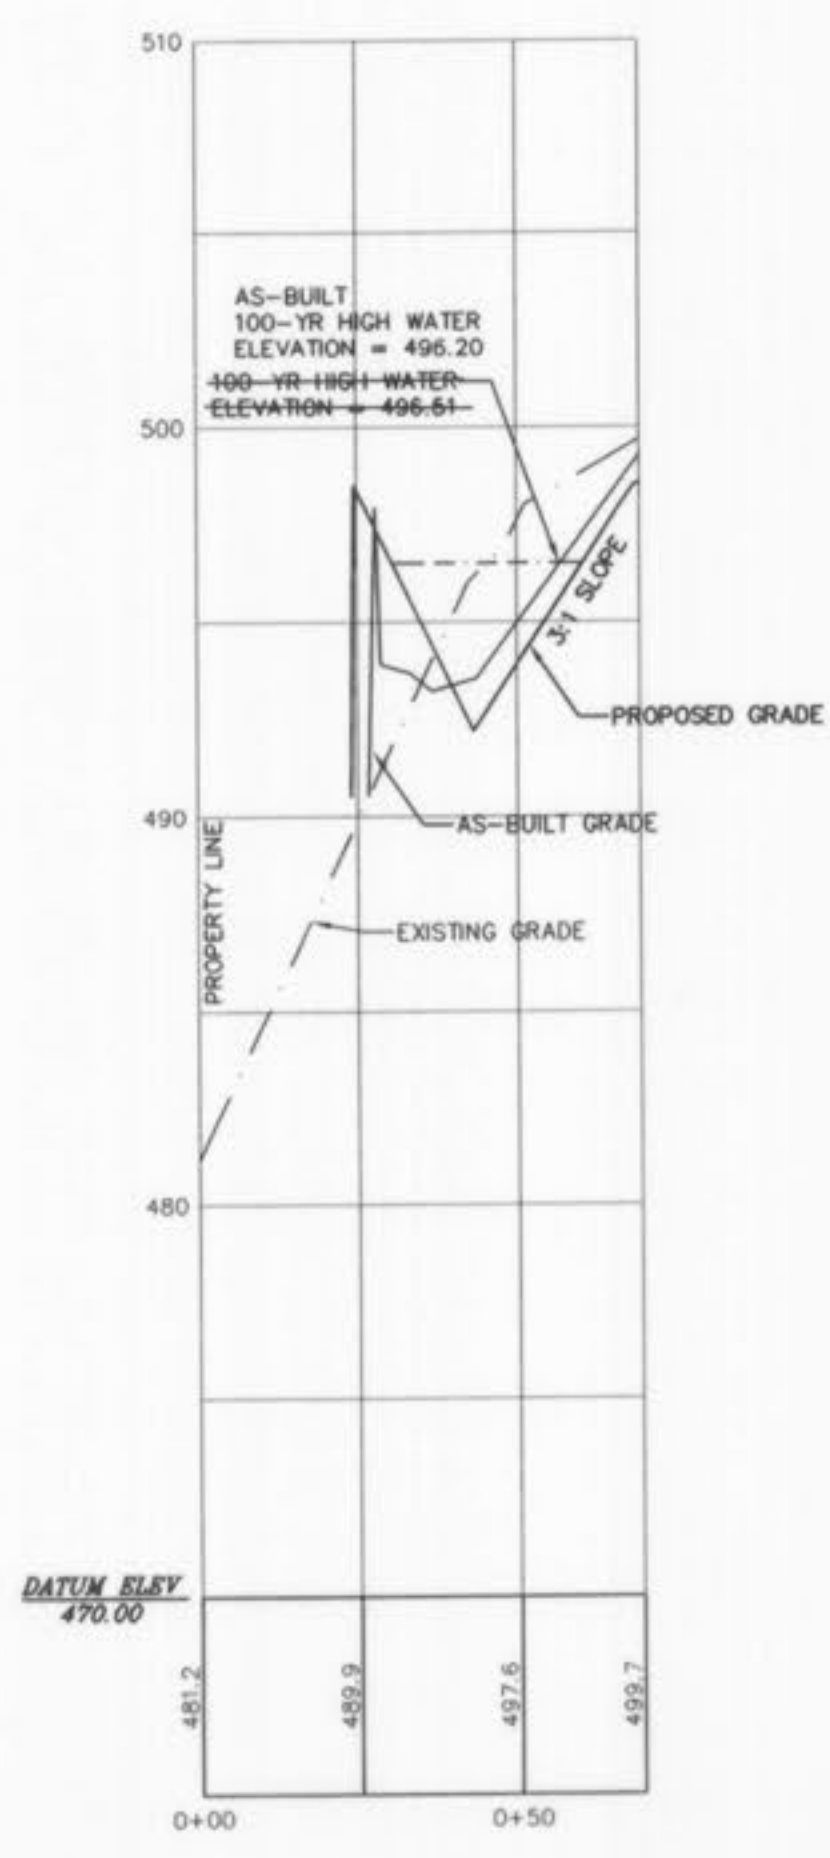 510
AS-BUILT
100-YR HIGH WATER
ELEVATION = 496.20
100-YR HIGH WATER
ELEVATION = 496.51
500
3:1 SLOPE
PROPOSED GRADE
490
AS-BUILT GRADE
PROPERTY LINE
EXISTING GRADE
480
DATUM ELEV
470.00
481.2
489.9
497.6
499.7
0+00
0+50